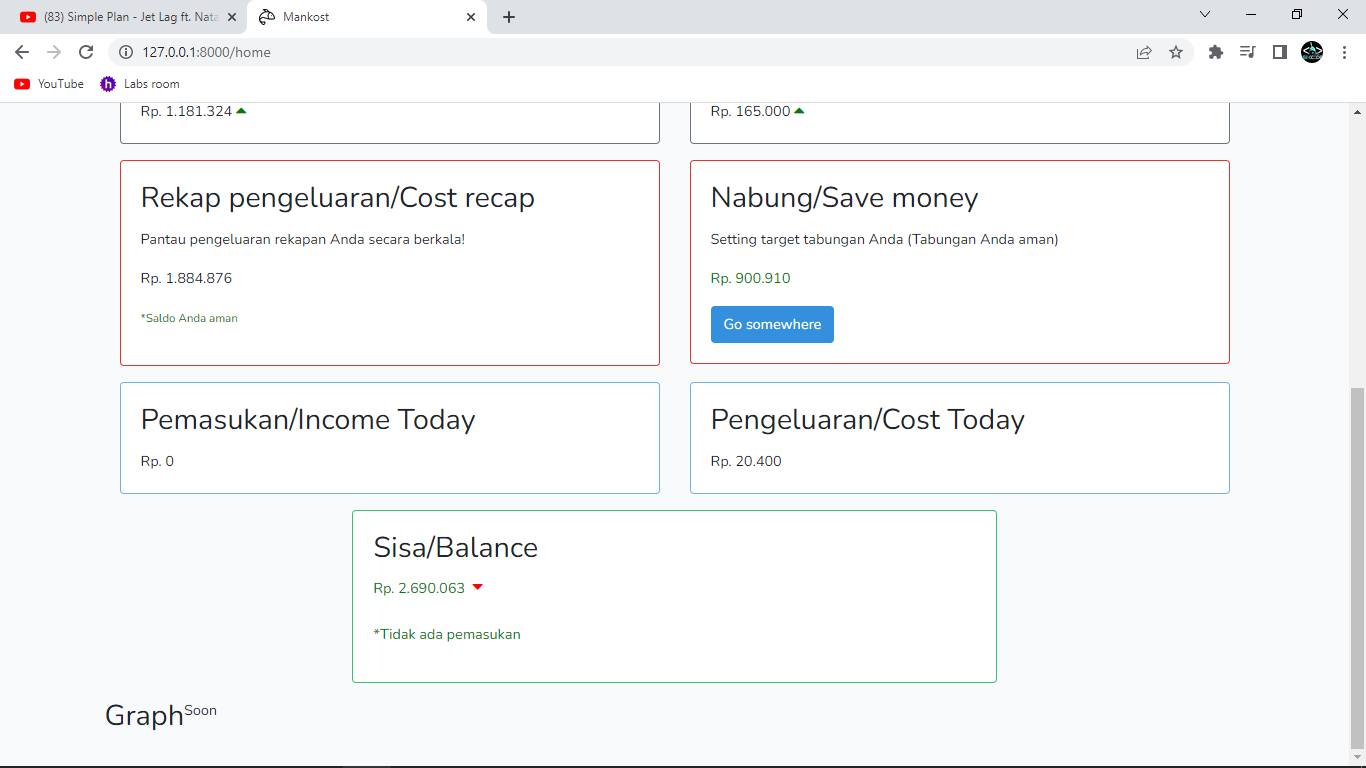 (83) Simple Plan - Jet Lag ft. Nata
Mankost
127.0.0.1:8000/home
YouTube
Labs room
Rp. 1.181.324
Rp. 165.000
Rekap pengeluaran/Cost recap
Pantau pengeluaran rekapan Anda secara berkala!
Rp. 1.884.876
*Saldo Anda aman
Nabung/Save money
Setting target tabungan Anda (Tabungan Anda aman)
Rp. 900.910
Go somewhere
Pemasukan/Income Today
Rp. 0
Pengeluaran/Cost Today
Rp. 20.400
Sisa/Balance
Rp. 2.690.063
*Tidak ada pemasukan
Graph Soon